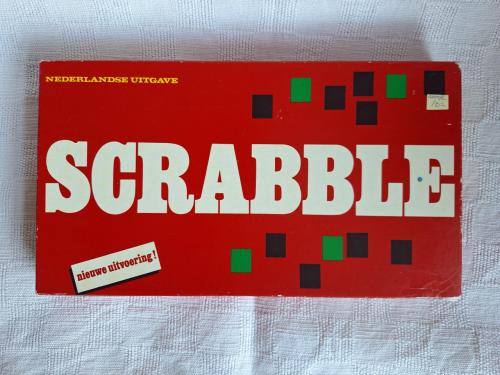 NEDERLANDSE UITGAVE
SCRABBLE
nieuwe uitvoering!